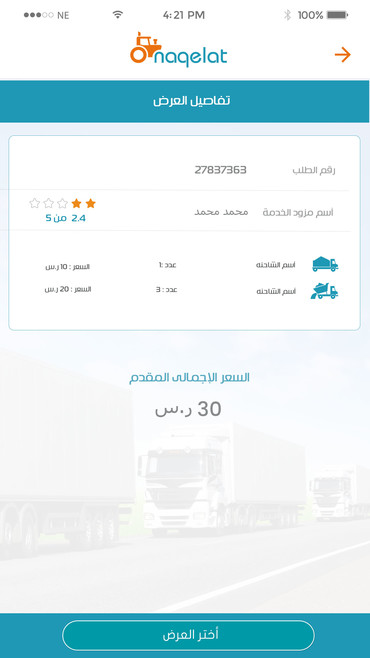 NE 4:21 PM 100%
naqelat
تفاصيل العرض
رقم الطلب 27837363
اسم مزود الخدمة محمد محمد
2.4 من 5
اسم الشاحنه عدد :1 السعر : 10 ر.س
اسم الشاحنه عدد : 3 السعر : 20 ر.س
السعر الإجمالى المقدم
30 ر.س
أختر العرض